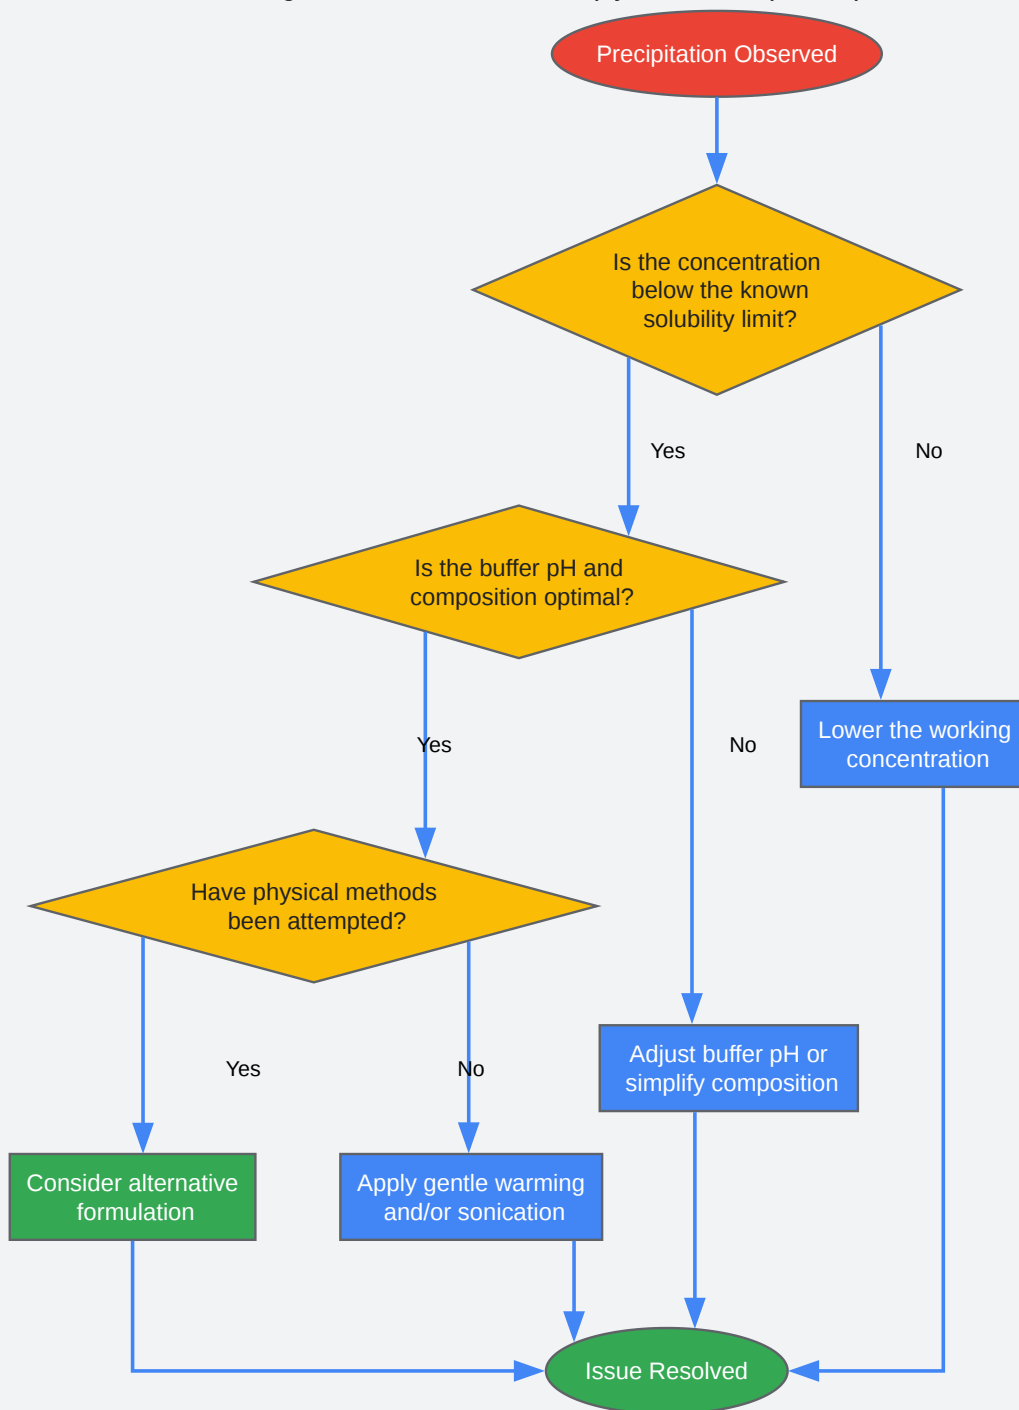 Precipitation Observed
Is the concentration
below the known
solubility limit?
Yes
No
Is the buffer pH and
composition optimal?
Yes
No
Lower the working
concentration
Have physical methods
been attempted?
Yes
No
Adjust buffer pH or
simplify composition
Consider alternative
formulation
Apply gentle warming
and/or sonication
Issue Resolved